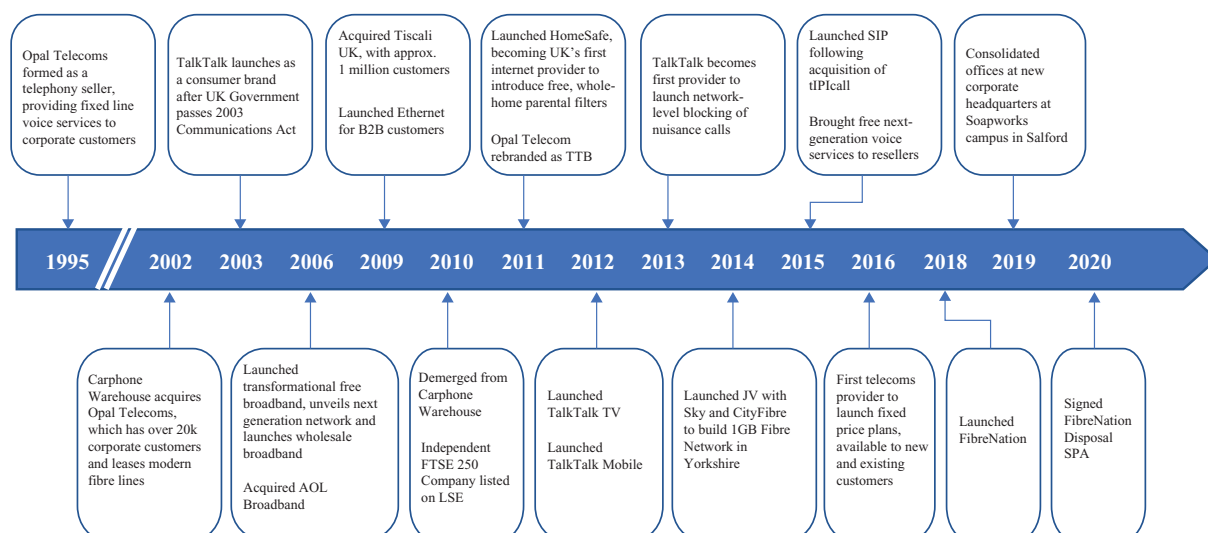 Opal Telecoms
formed as a
telephony seller,
providing fixed line
voice services to
corporate customers
TalkTalk launches as
a consumer brand
after UK Government
passes 2003
Communications Act
Acquired Tiscali
UK, with approx.
1 million customers
Launched Ethernet
for B2B customers
Launched HomeSafe,
becoming UK's first
internet provider to
introduce free, whole-
home parental filters
Opal Telecom
rebranded as TTB
TalkTalk becomes
first provider to
launch network-
level blocking of
nuisance calls
Launched SIP
following
acquisition of
tIPIcall
Brought free next-
generation voice
services to resellers
Consolidated
offices at new
corporate
headquarters at
Soapworks
campus in Salford
1995 2002 2003 2006 2009 2010 2011 2012 2013 2014 2015 2016 2018 2019 2020
Carphone
Warehouse acquires
Opal Telecoms,
which has over 20k
corporate customers
and leases modern
fibre lines
Launched
transformational free
broadband, unveils next
generation network and
launches wholesale
broadband
Acquired AOL
Broadband
Demerged from
Carphone
Warehouse
Independent
FTSE 250
Company listed
on LSE
Launched
TalkTalk TV
Launched
TalkTalk Mobile
Launched JV with
Sky and CityFibre
to build 1GB Fibre
Network in
Yorkshire
First telecoms
provider to
launch fixed
price plans,
available to new
and existing
customers
Launched
FibreNation
Signed
FibreNation
Disposal
SPA